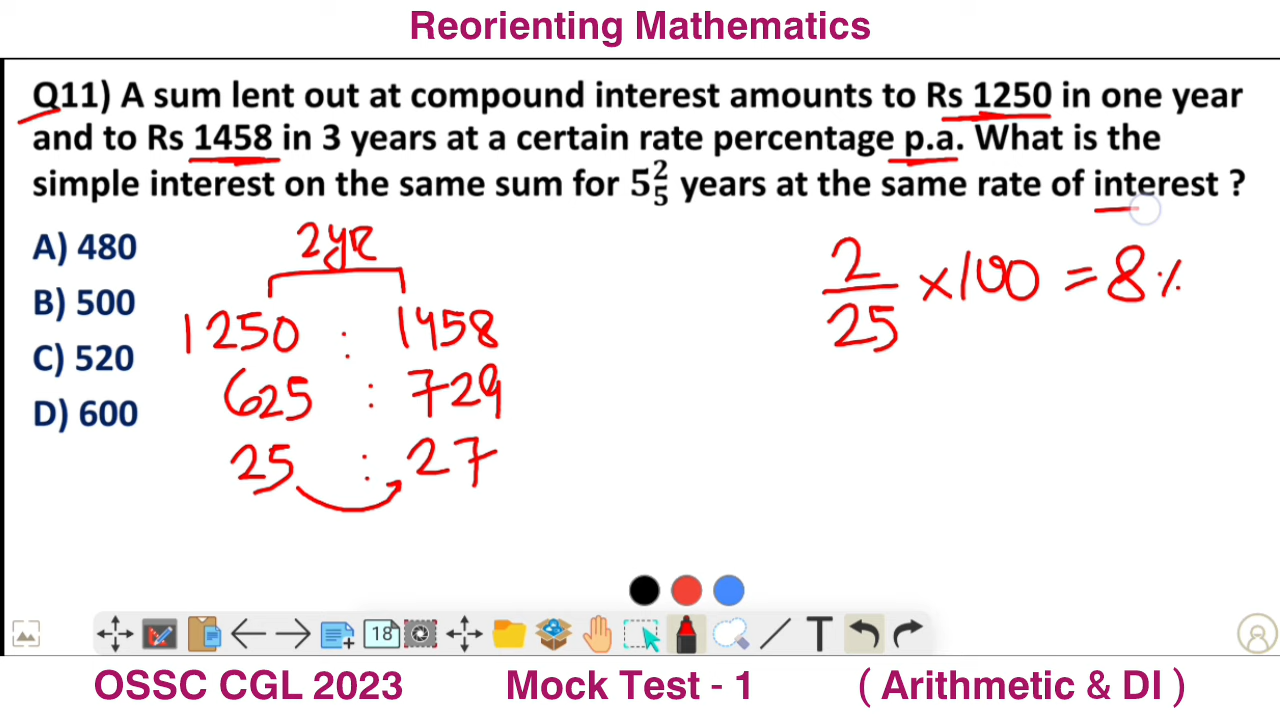 Reorienting Mathematics
Q11) A sum lent out at compound interest amounts to Rs 1250 in one year
and to Rs 1458 in 3 years at a certain rate percentage p.a. What is the
simple interest on the same sum for 5 2/5 years at the same rate of interest ?
A) 480
B) 500
C) 520
D) 600
2yr
1250 : 1458
625 : 729
25 : 27
2/25 ×100 = 8%
18
T
OSSC CGL 2023 Mock Test - 1 ( Arithmetic & DI )